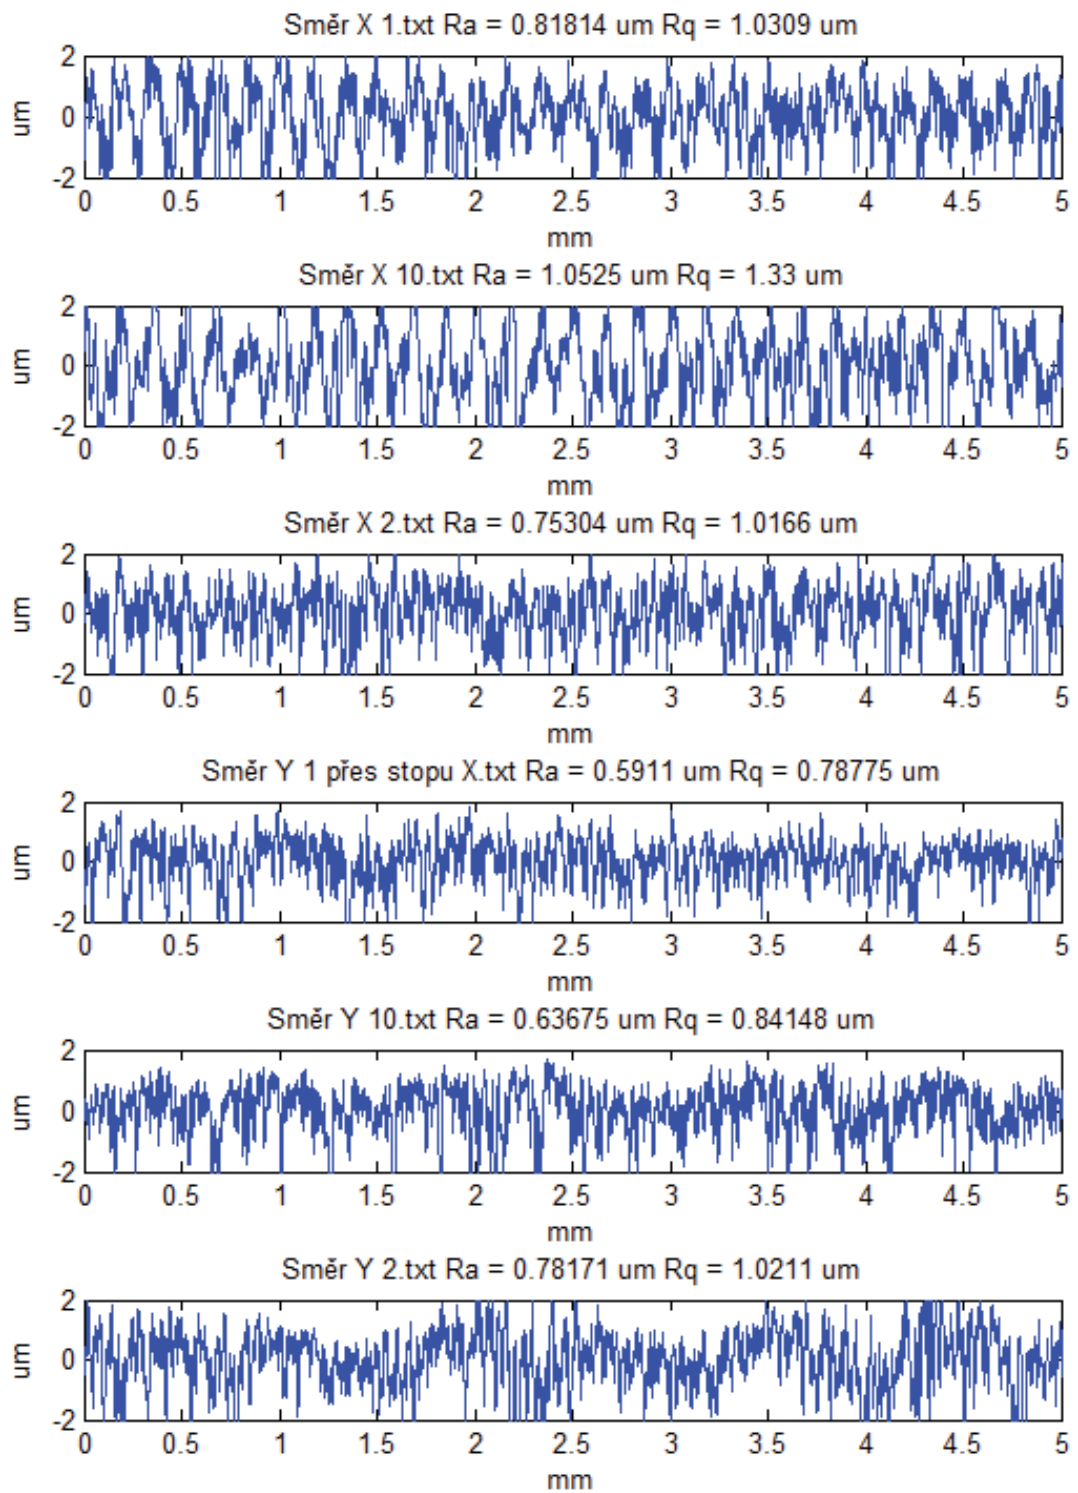 Směr X 1.txt Ra = 0.81814 um Rq = 1.0309 um
2
um
0
-2
0 0.5 1 1.5 2 2.5 3 3.5 4 4.5 5
mm
Směr X 10.txt Ra = 1.0525 um Rq = 1.33 um
2
um
0
-2
0 0.5 1 1.5 2 2.5 3 3.5 4 4.5 5
mm
Směr X 2.txt Ra = 0.75304 um Rq = 1.0166 um
2
um
0
-2
0 0.5 1 1.5 2 2.5 3 3.5 4 4.5 5
mm
Směr Y 1 přes stopu X.txt Ra = 0.5911 um Rq = 0.78775 um
2
um
0
-2
0 0.5 1 1.5 2 2.5 3 3.5 4 4.5 5
mm
Směr Y 10.txt Ra = 0.63675 um Rq = 0.84148 um
2
um
0
-2
0 0.5 1 1.5 2 2.5 3 3.5 4 4.5 5
mm
Směr Y 2.txt Ra = 0.78171 um Rq = 1.0211 um
2
um
0
-2
0 0.5 1 1.5 2 2.5 3 3.5 4 4.5 5
mm